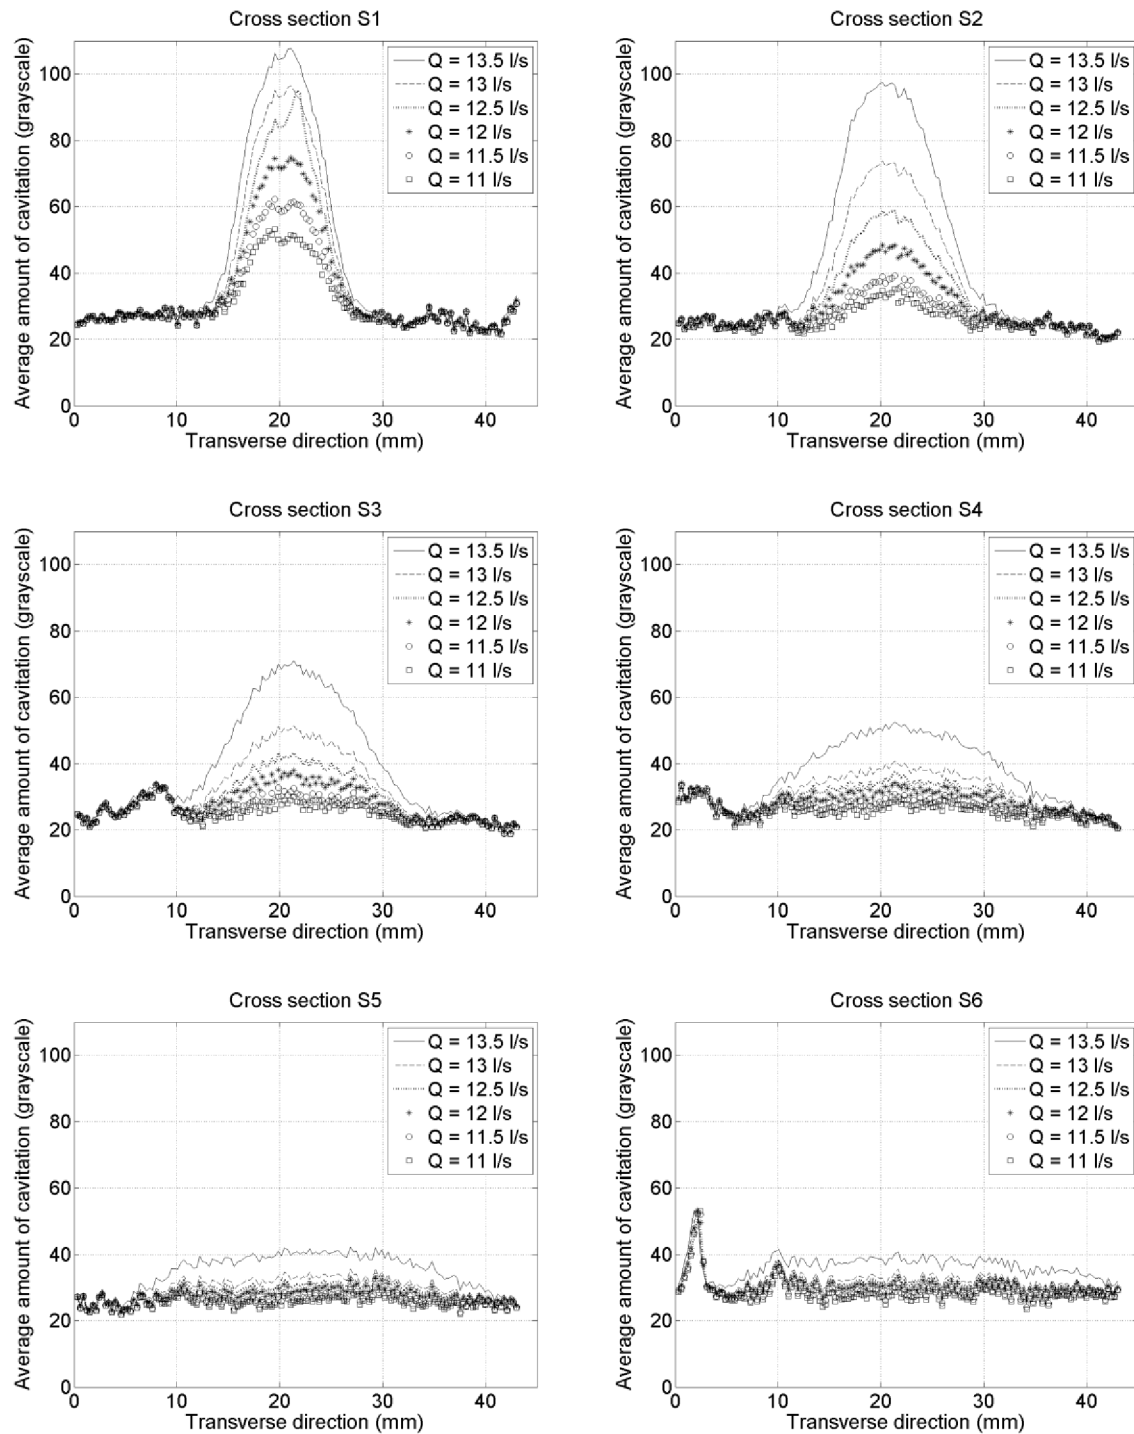 Cross section S1
Average amount of cavitation (grayscale)
100
80
60
40
20
0
Q = 13.5 l/s
Q = 13 l/s
Q = 12.5 l/s
Q = 12 l/s
Q = 11.5 l/s
Q = 11 l/s
0 10 20 30 40
Transverse direction (mm)
Cross section S2
Average amount of cavitation (grayscale)
100
80
60
40
20
0
Q = 13.5 l/s
Q = 13 l/s
Q = 12.5 l/s
Q = 12 l/s
Q = 11.5 l/s
Q = 11 l/s
0 10 20 30 40
Transverse direction (mm)
Cross section S3
Average amount of cavitation (grayscale)
100
80
60
40
20
0
Q = 13.5 l/s
Q = 13 l/s
Q = 12.5 l/s
Q = 12 l/s
Q = 11.5 l/s
Q = 11 l/s
0 10 20 30 40
Transverse direction (mm)
Cross section S4
Average amount of cavitation (grayscale)
100
80
60
40
20
0
Q = 13.5 l/s
Q = 13 l/s
Q = 12.5 l/s
Q = 12 l/s
Q = 11.5 l/s
Q = 11 l/s
0 10 20 30 40
Transverse direction (mm)
Cross section S5
Average amount of cavitation (grayscale)
100
80
60
40
20
0
Q = 13.5 l/s
Q = 13 l/s
Q = 12.5 l/s
Q = 12 l/s
Q = 11.5 l/s
Q = 11 l/s
0 10 20 30 40
Transverse direction (mm)
Cross section S6
Average amount of cavitation (grayscale)
100
80
60
40
20
0
Q = 13.5 l/s
Q = 13 l/s
Q = 12.5 l/s
Q = 12 l/s
Q = 11.5 l/s
Q = 11 l/s
0 10 20 30 40
Transverse direction (mm)